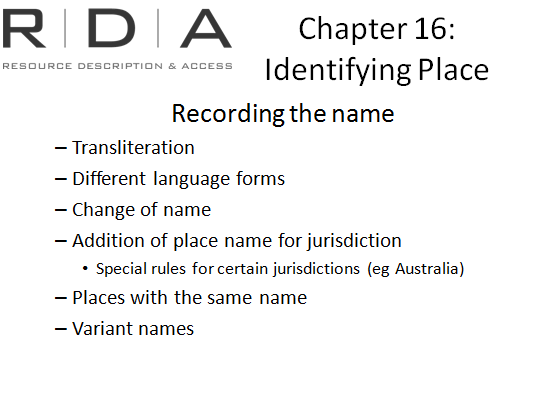 R | D | A
RESOURCE DESCRIPTION & ACCESS
Chapter 16:
Identifying Place
Recording the name
– Transliteration
– Different language forms
– Change of name
– Addition of place name for jurisdiction
• Special rules for certain jurisdictions (eg Australia)
– Places with the same name
– Variant names